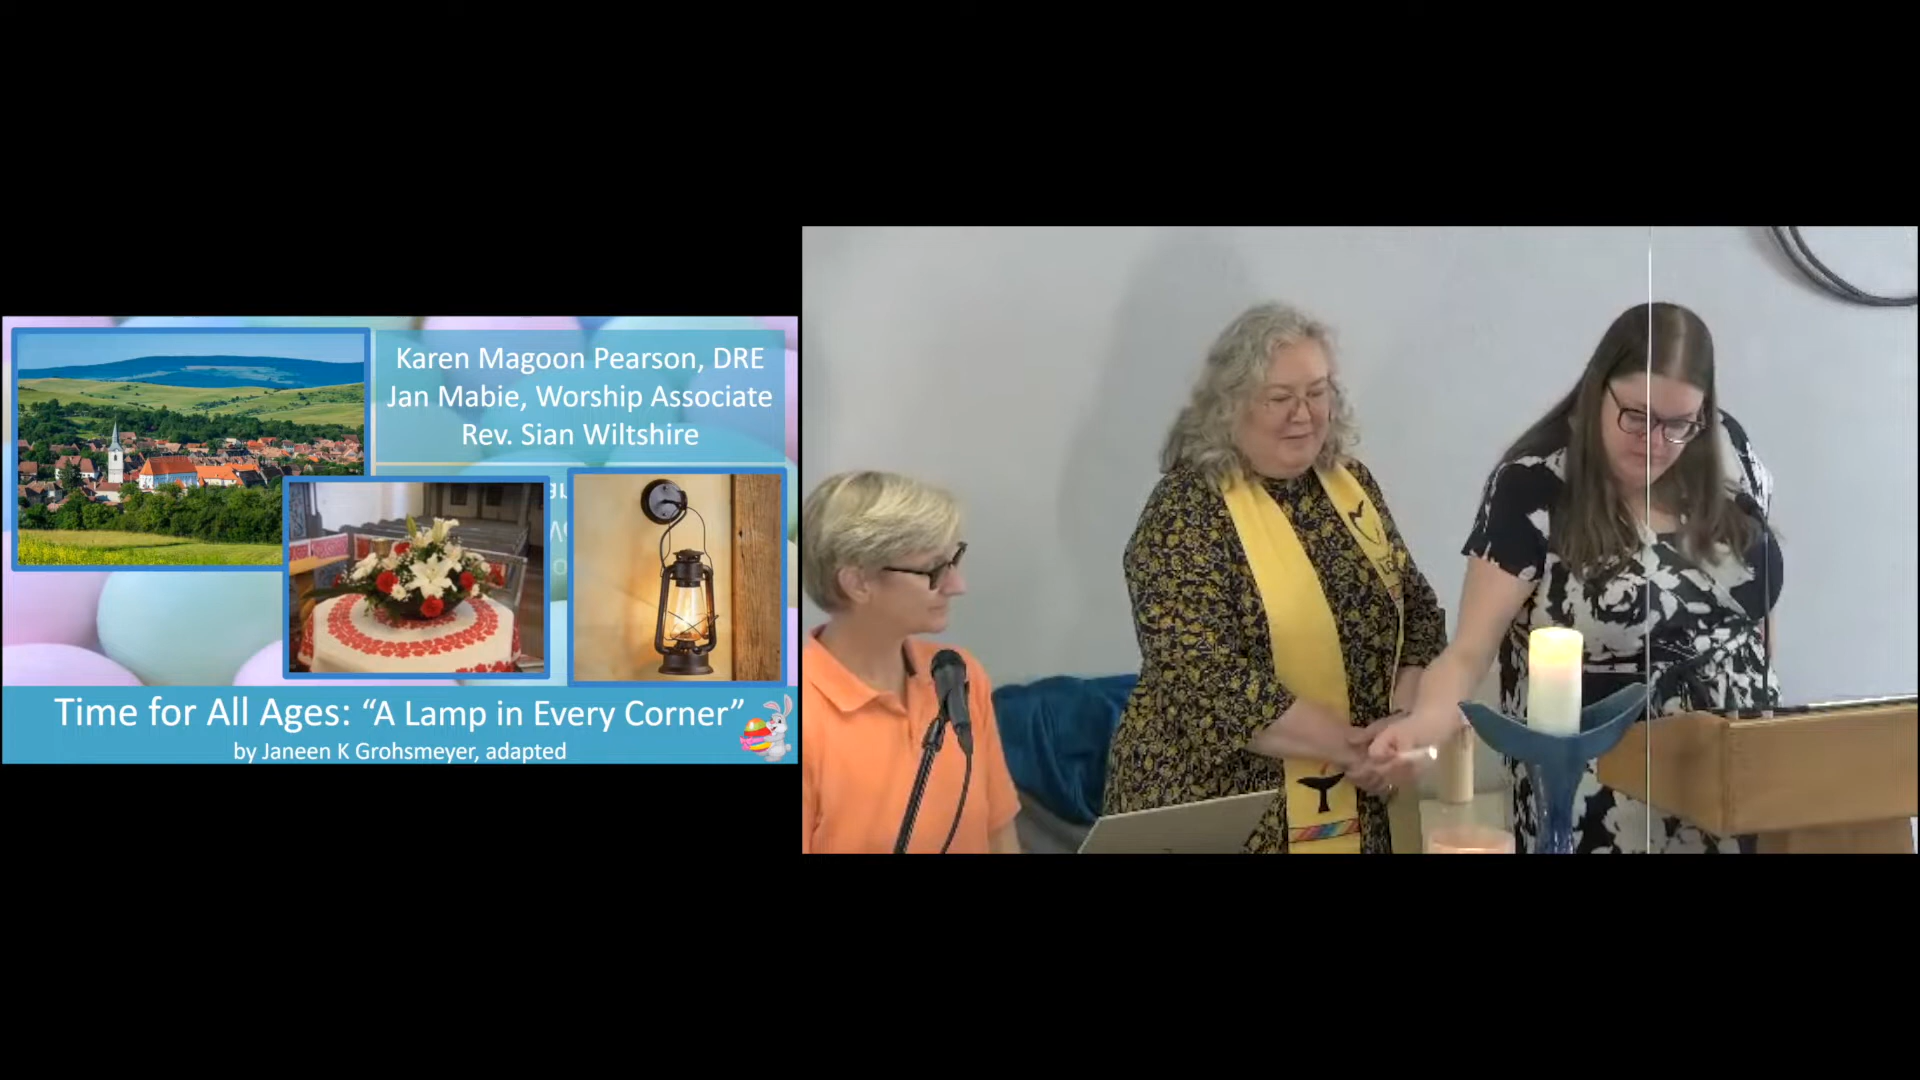 Karen Magoon Pearson, DRE
Jan Mabie, Worship Associate
Rev. Sian Wiltshire
Time for All Ages: “A Lamp in Every Corner”
by Janeen K Grohsmeyer, adapted